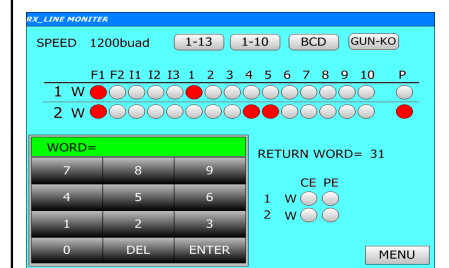 RX_LINE MONITER
SPEED 1200buad 1-13 1-10 BCD GUN-KO
F1 F2 I1 I2 I3 1 2 3 4 5 6 7 8 9 10 P
1 W
2 W
WORD=
7 8 9
4 5 6
1 2 3
0 DEL ENTER
RETURN WORD= 31
CE PE
1 W
2 W
MENU